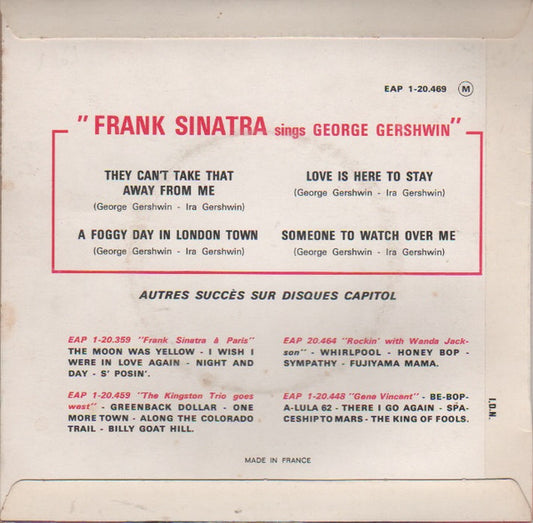 EAP 1-20.469 M
" FRANK SINATRA sings GEORGE GERSHWIN "
THEY CAN'T TAKE THAT
AWAY FROM ME
(George Gershwin - Ira Gershwin)
A FOGGY DAY IN LONDON TOWN
(George Gershwin - Ira Gershwin)
LOVE IS HERE TO STAY
(George Gershwin - Ira Gershwin)
SOMEONE TO WATCH OVER ME
(George Gershwin - Ira Gershwin)
AUTRES SUCCÈS SUR DISQUES CAPITOL
EAP 1-20.359 "Frank Sinatra à Paris"
THE MOON WAS YELLOW - I WISH I
WERE IN LOVE AGAIN - NIGHT AND
DAY - S' POSIN'.
EAP 1-20.459 "The Kingston Trio goes
west" - GREENBACK DOLLAR - ONE
MORE TOWN - ALONG THE COLORADO
TRAIL - BILLY GOAT HILL.
EAP 20.464 "Rockin' with Wanda Jack-
son" - WHIRLPOOL - HONEY BOP -
SYMPATHY - FUJIYAMA MAMA.
EAP 1-20.448 "Gene Vincent" - BE-BOP-
A-LULA 62 - THERE I GO AGAIN - SPA-
CESHIP TO MARS - THE KING OF FOOLS.
I.D.N.
MADE IN FRANCE